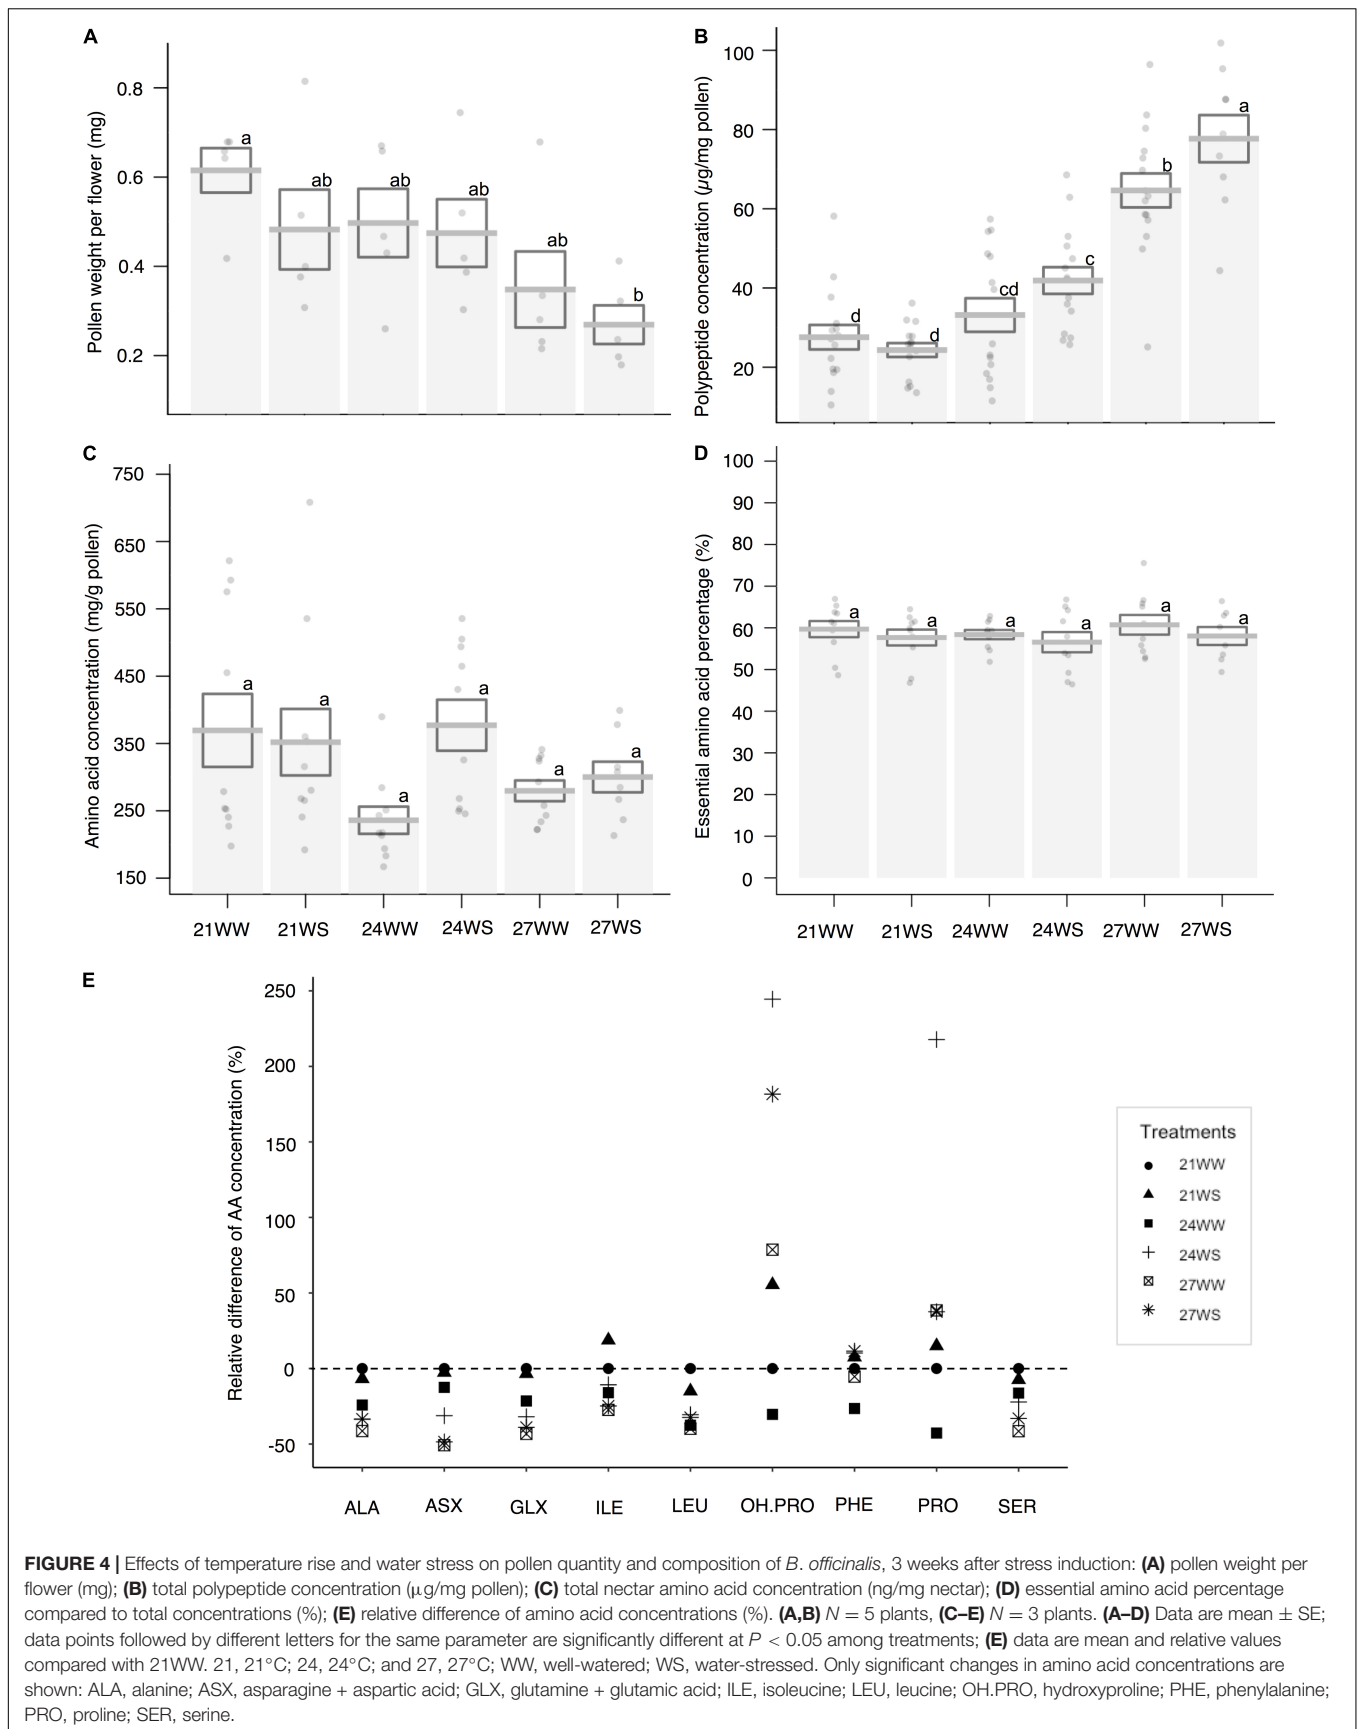 A
Pollen weight per flower (mg)
0.8
0.6
0.4
0.2
a
ab
ab
ab
ab
b
B
Polypeptide concentration (µg/mg pollen)
100
80
60
40
20
d
d
cd
c
b
a
C
Amino acid concentration (mg/g pollen)
750
650
550
450
350
250
150
a
a
a
a
a
a
21WW 21WS 24WW 24WS 27WW 27WS
D
Essential amino acid percentage (%)
100
90
80
70
60
50
40
30
20
10
0
a
a
a
a
a
a
21WW 21WS 24WW 24WS 27WW 27WS
E
Relative difference of AA concentration (%)
250
200
150
100
50
0
-50
ALA ASX GLX ILE LEU OH.PRO PHE PRO SER
Treatments
21WW
21WS
24WW
24WS
27WW
27WS
FIGURE 4 | Effects of temperature rise and water stress on pollen quantity and composition of B. officinalis, 3 weeks after stress induction: (A) pollen weight per
flower (mg); (B) total polypeptide concentration (µg/mg pollen); (C) total nectar amino acid concentration (ng/mg nectar); (D) essential amino acid percentage
compared to total concentrations (%); (E) relative difference of amino acid concentrations (%). (A,B) N = 5 plants, (C–E) N = 3 plants. (A–D) Data are mean ± SE;
data points followed by different letters for the same parameter are significantly different at P < 0.05 among treatments; (E) data are mean and relative values
compared with 21WW. 21, 21°C; 24, 24°C; and 27, 27°C; WW, well-watered; WS, water-stressed. Only significant changes in amino acid concentrations are
shown: ALA, alanine; ASX, asparagine + aspartic acid; GLX, glutamine + glutamic acid; ILE, isoleucine; LEU, leucine; OH.PRO, hydroxyproline; PHE, phenylalanine;
PRO, proline; SER, serine.